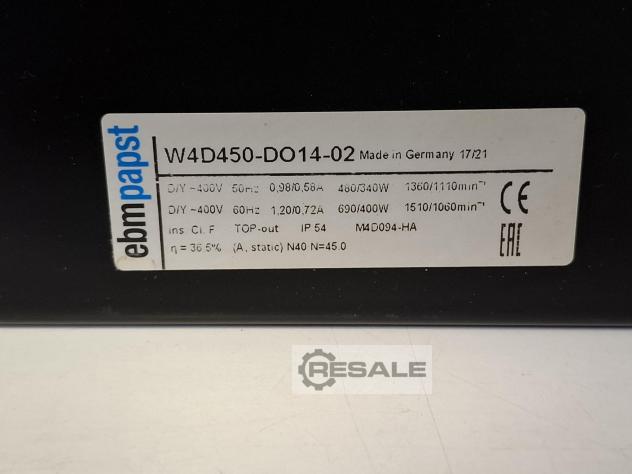 ebmpapst
W4D450-DO14-02 Made in Germany 17/21
D/Y ~400V 50Hz 0,98/0,58A 480/340W 1360/1110min⁻¹
D/Y ~400V 60Hz 1,20/0,72A 690/400W 1510/1060min⁻¹
Ins. Cl. F TOP-out IP 54 M4D094-HA
η = 36.5% (A, static) N40 N=45.0
CE
EAC
RESALE